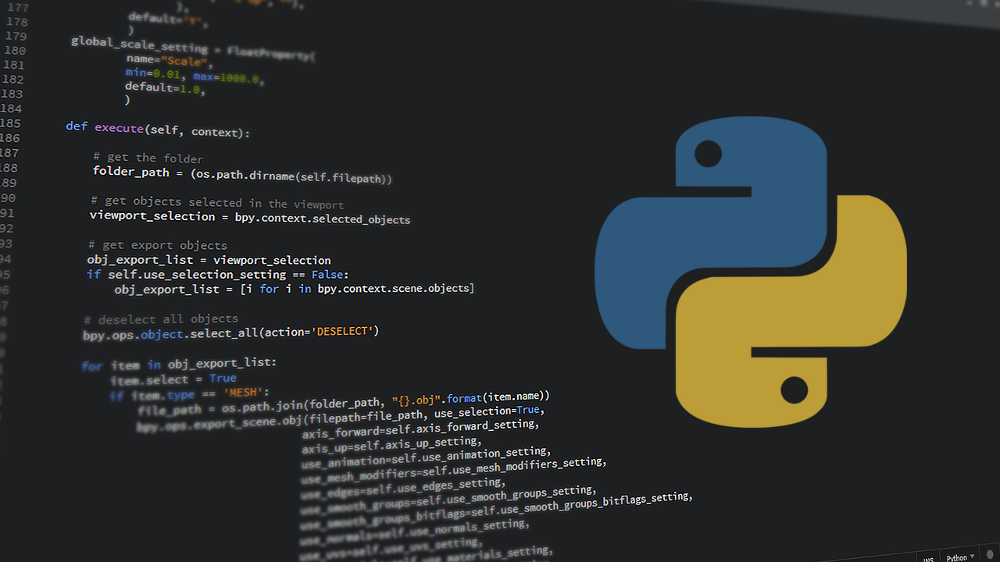 177
178
179
180
181
182
183
184
185
186
187
88
89
90
91
92
93
94
95
96
),
default='Y',
)
global_scale_setting = FloatProperty(
name="Scale",
min=0.01, max=1000.0,
default=1.0,
)
def execute(self, context):
# get the folder
folder_path = (os.path.dirname(self.filepath))
# get objects selected in the viewport
viewport_selection = bpy.context.selected_objects
# get export objects
obj_export_list = viewport_selection
if self.use_selection_setting == False:
obj_export_list = [i for i in bpy.context.scene.objects]
# deselect all objects
bpy.ops.object.select_all(action='DESELECT')
for item in obj_export_list:
item.select = True
if item.type == 'MESH':
file_path = os.path.join(folder_path, "{}.obj".format(item.name))
bpy.ops.export_scene.obj(filepath=file_path, use_selection=True,
axis_forward=self.axis_forward_setting,
axis_up=self.axis_up_setting,
use_animation=self.use_animation_setting,
use_mesh_modifiers=self.use_mesh_modifiers_setting,
use_edges=self.use_edges_setting,
use_smooth_groups=self.use_smooth_groups_setting,
use_smooth_groups_bitflags=self.use_smooth_groups_bitflags_setting,
use_normals=self.use_normals_setting,
use_uvs=self.use_uvs_setting,
materials_setting,
INS Python